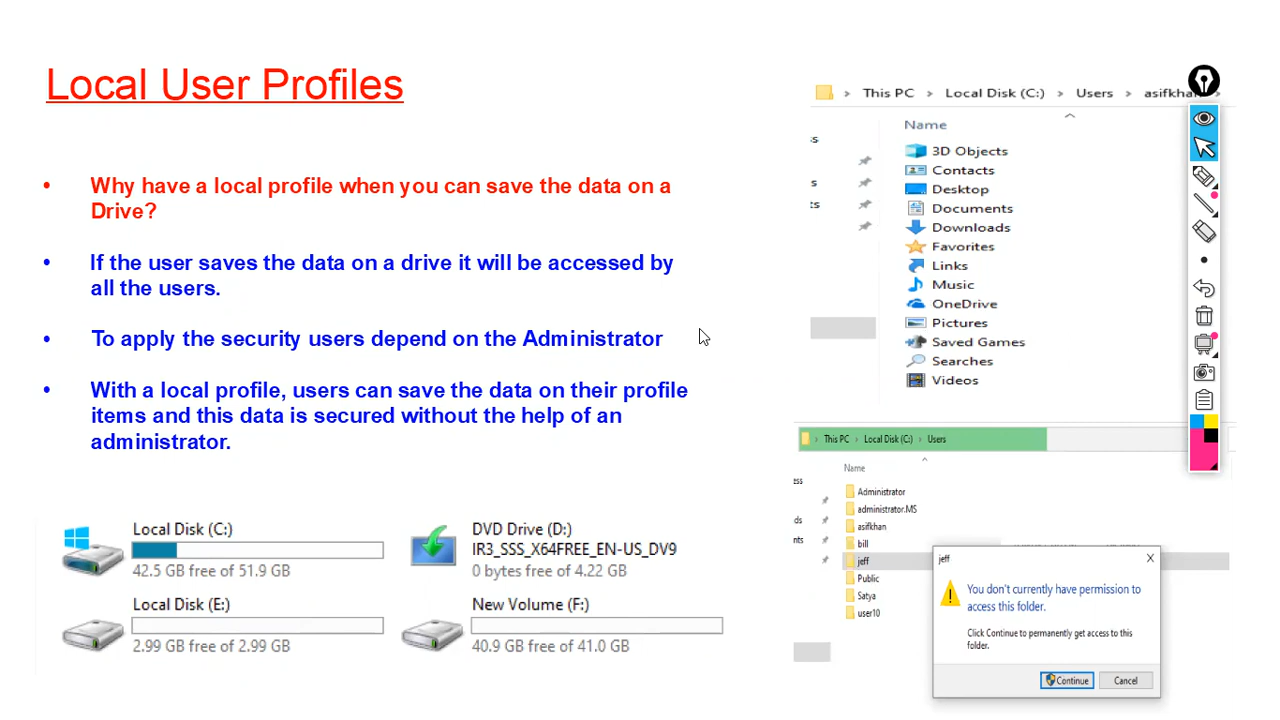 Local User Profiles
• Why have a local profile when you can save the data on a
Drive?
• If the user saves the data on a drive it will be accessed by
all the users.
• To apply the security users depend on the Administrator
• With a local profile, users can save the data on their profile
items and this data is secured without the help of an
administrator.
Local Disk (C:)
42.5 GB free of 51.9 GB
DVD Drive (D:)
IR3_SSS_X64FREE_EN-US_DV9
0 bytes free of 4.22 GB
Local Disk (E:)
2.99 GB free of 2.99 GB
New Volume (F:)
40.9 GB free of 41.0 GB
This PC > Local Disk (C:) > Users > asifkhan
Name
3D Objects
Contacts
Desktop
Documents
Downloads
Favorites
Links
Music
OneDrive
Pictures
Saved Games
Searches
Videos
This PC > Local Disk (C:) > Users
Name
Administrator
administrator.MS
asifkhan
bill
jeff
Public
Satya
user10
jeff
You don't currently have permission to
access this folder.
Click Continue to permanently get access to this
folder.
Continue
Cancel